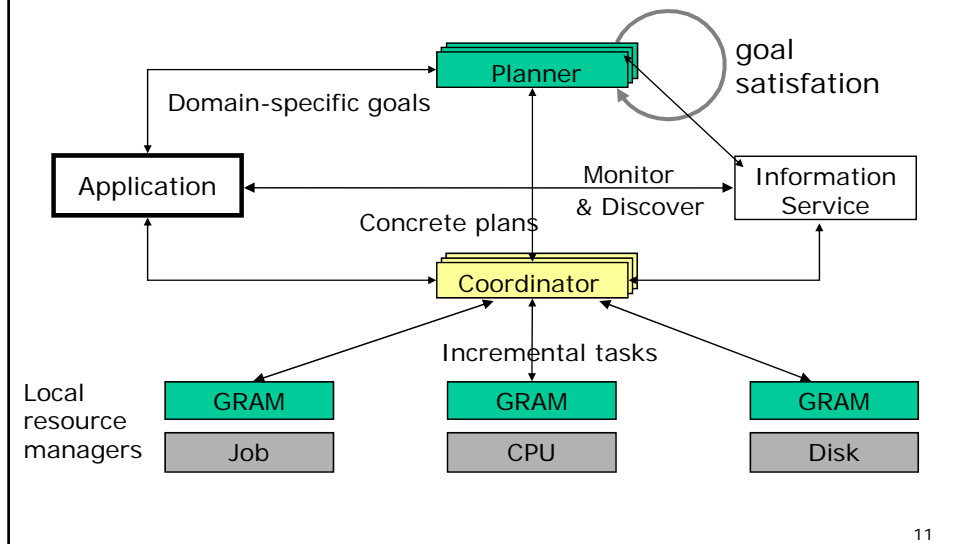 goal
satisfation
Planner
Domain-specific goals
Application
Monitor
& Discover
Information
Service
Concrete plans
Coordinator
Incremental tasks
Local
resource
managers
GRAM
GRAM
GRAM
Job
CPU
Disk
11